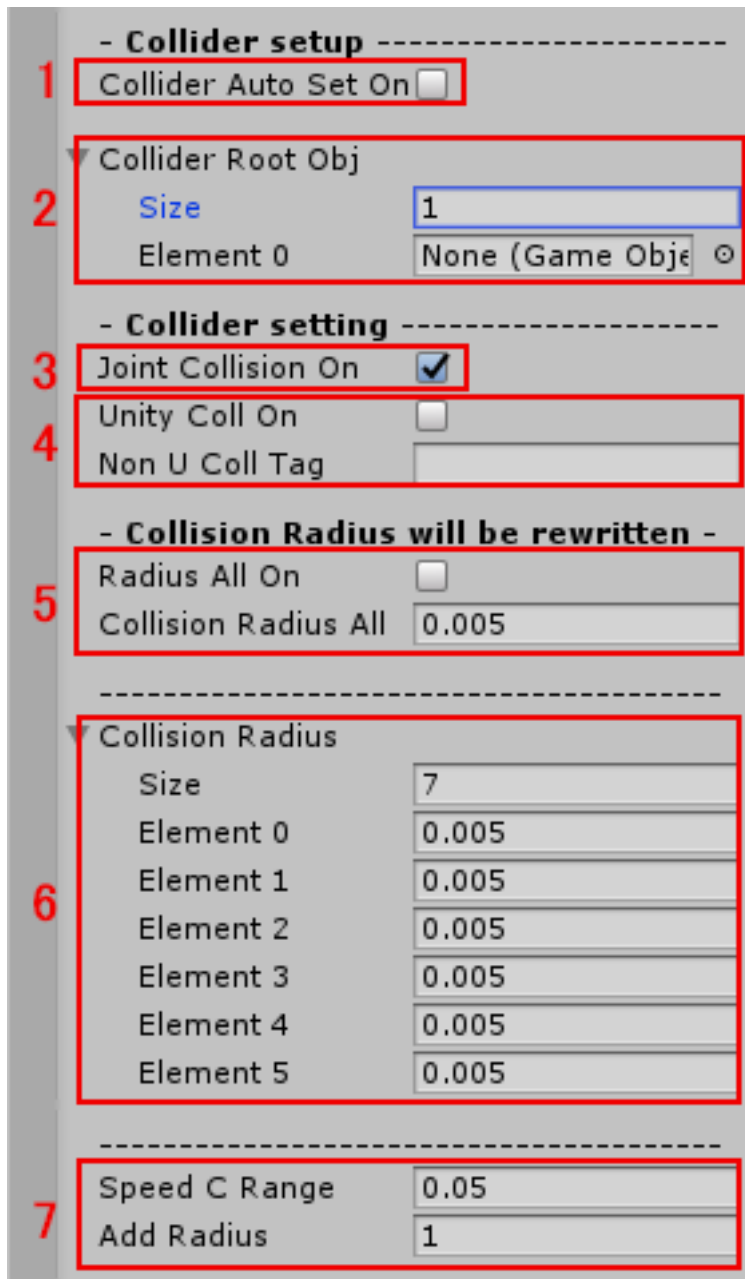 - Collider setup ----------------------
1
Collider Auto Set On
Collider Root Obj
2
Size 1
Element 0 None (Game Obje
- Collider setting --------------------
3
Joint Collision On
4
Unity Coll On
Non U Coll Tag
- Collision Radius will be rewritten -
5
Radius All On
Collision Radius All 0.005
---------------------------------------
6
Collision Radius
Size 7
Element 0 0.005
Element 1 0.005
Element 2 0.005
Element 3 0.005
Element 4 0.005
Element 5 0.005
---------------------------------------
7
Speed C Range 0.05
Add Radius 1